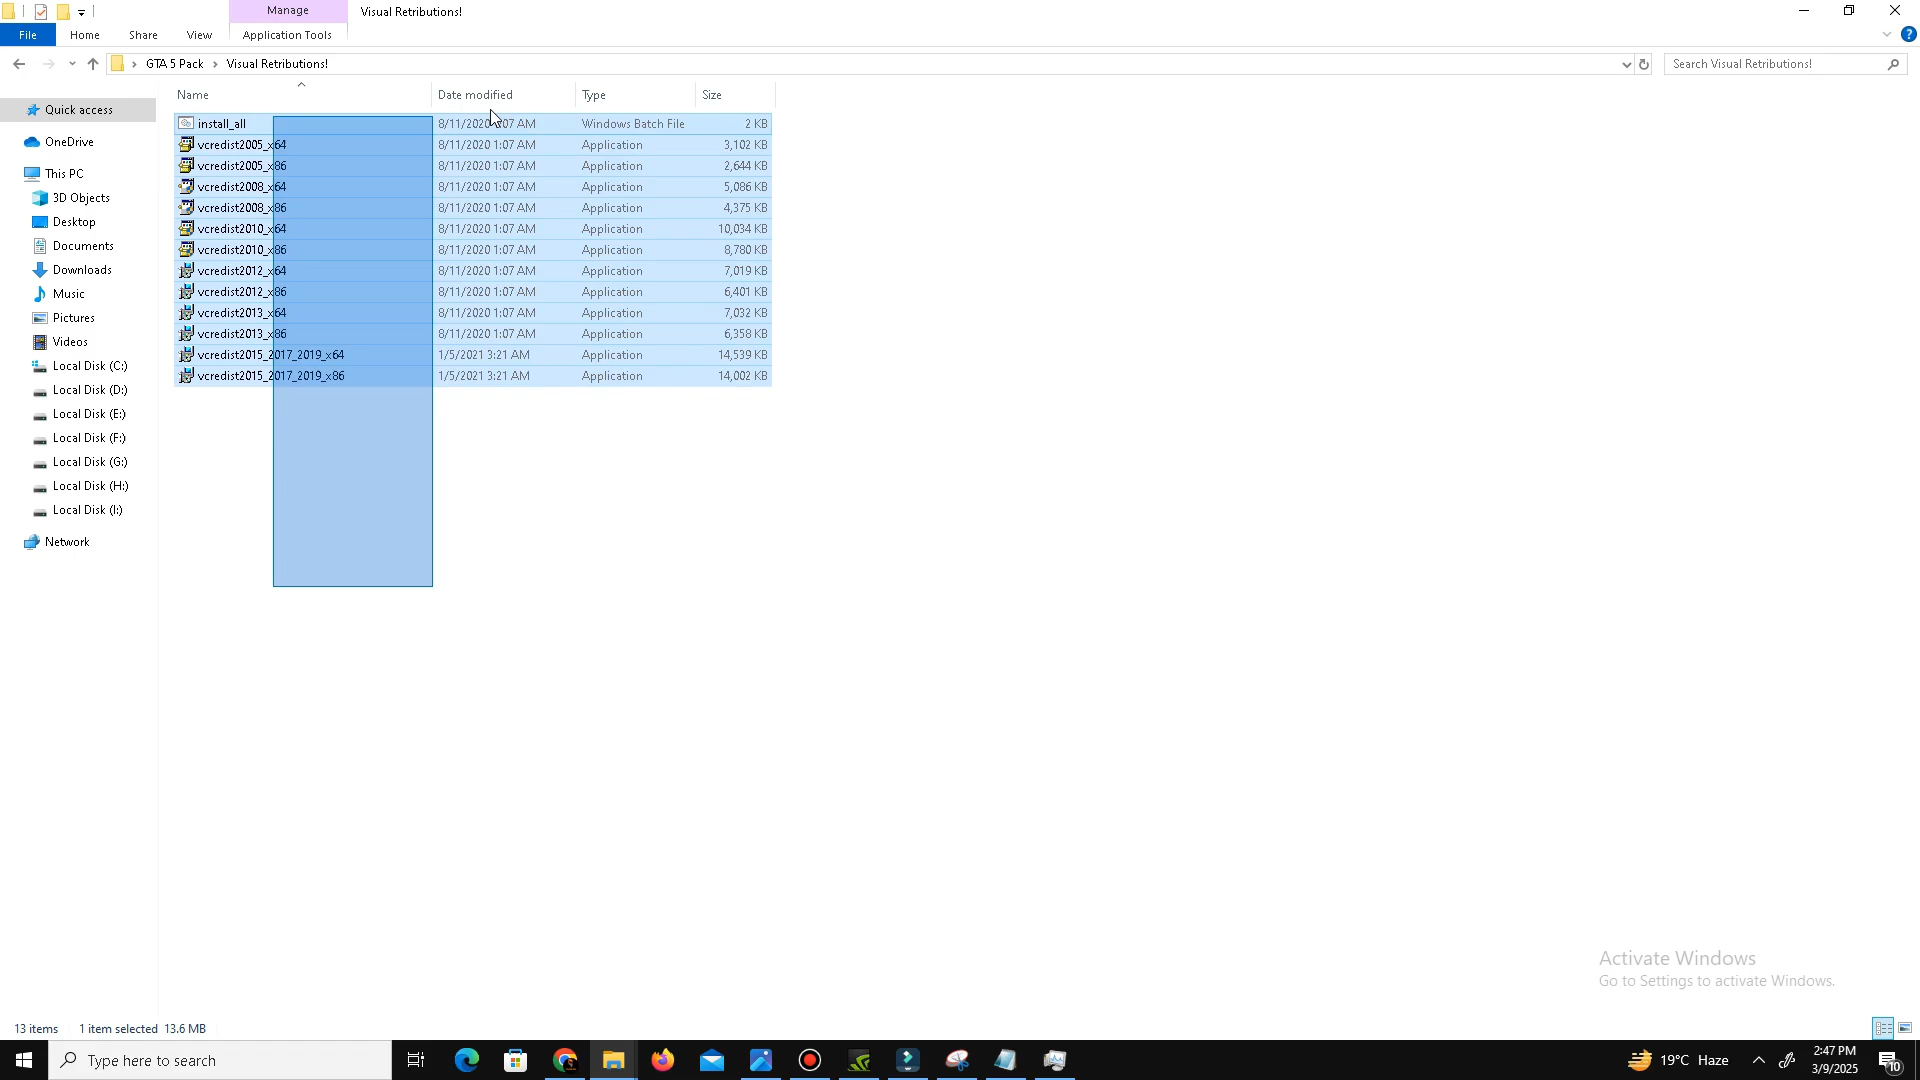 Manage
Visual Retributions!
File
Home
Share
View
Application Tools
GTA 5 Pack
Visual Retributions!
Search Visual Retributions!
Name
Date modified
Type
Size
Quick access
OneDrive
This PC
3D Objects
Desktop
Documents
Downloads
Music
Pictures
Videos
Local Disk (C:)
Local Disk (D:)
Local Disk (E:)
Local Disk (F:)
Local Disk (G:)
Local Disk (H:)
Local Disk (I:)
Network
install_all 8/11/2020 1:07 AM Windows Batch File 2 KB
vcredist2005_x64 8/11/2020 1:07 AM Application 3,102 KB
vcredist2005_x86 8/11/2020 1:07 AM Application 2,644 KB
vcredist2008_x64 8/11/2020 1:07 AM Application 5,086 KB
vcredist2008_x86 8/11/2020 1:07 AM Application 4,375 KB
vcredist2010_x64 8/11/2020 1:07 AM Application 10,034 KB
vcredist2010_x86 8/11/2020 1:07 AM Application 8,780 KB
vcredist2012_x64 8/11/2020 1:07 AM Application 7,019 KB
vcredist2012_x86 8/11/2020 1:07 AM Application 6,401 KB
vcredist2013_x64 8/11/2020 1:07 AM Application 7,032 KB
vcredist2013_x86 8/11/2020 1:07 AM Application 6,358 KB
vcredist2015_2017_2019_x64 1/5/2021 3:21 AM Application 14,539 KB
vcredist2015_2017_2019_x86 1/5/2021 3:21 AM Application 14,002 KB
Activate Windows
Go to Settings to activate Windows.
13 items 1 item selected 13.6 MB
Type here to search
19°C Haze
2:47 PM
3/9/2025
10